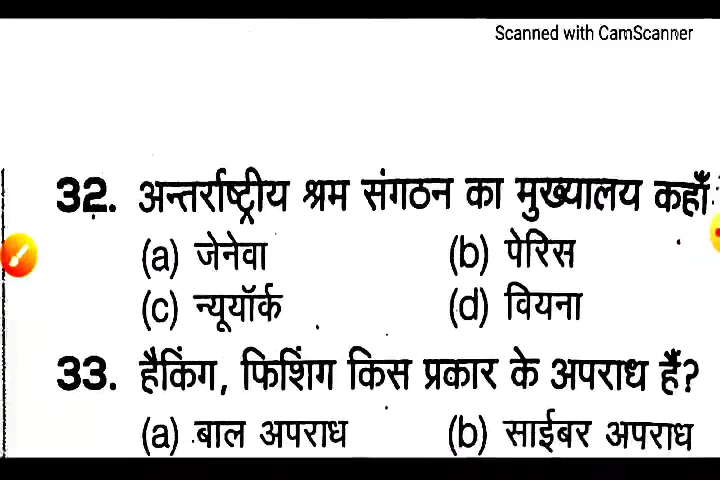 Scanned with CamScanner
32. अन्तर्राष्ट्रीय श्रम संगठन का मुख्यालय कहाँ
(a) जेनेवा (b) पेरिस
(c) न्यूयॉर्क (d) वियना
33. हैकिंग, फिशिंग किस प्रकार के अपराध हैं?
(a) बाल अपराध (b) साईबर अपराध